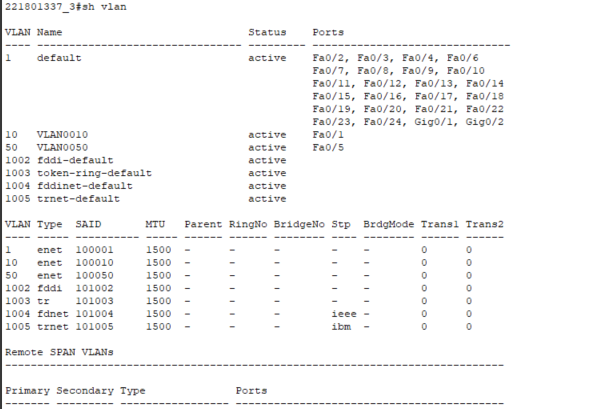 221801337_3#sh vlan
VLAN Name                             Status    Ports
---- -------------------------------- --------- -------------------------------
1    default                          active    Fa0/2, Fa0/3, Fa0/4, Fa0/6
                                                Fa0/7, Fa0/8, Fa0/9, Fa0/10
                                                Fa0/11, Fa0/12, Fa0/13, Fa0/14
                                                Fa0/15, Fa0/16, Fa0/17, Fa0/18
                                                Fa0/19, Fa0/20, Fa0/21, Fa0/22
                                                Fa0/23, Fa0/24, Gig0/1, Gig0/2
10   VLAN0010                         active    Fa0/1
50   VLAN0050                         active    Fa0/5
1002 fddi-default                     active
1003 token-ring-default               active
1004 fddinet-default                  active
1005 trnet-default                    active
VLAN Type  SAID       MTU   Parent RingNo BridgeNo Stp  BrdgMode Trans1 Trans2
---- ----- ---------- ----- ------ ------ -------- ---- -------- ------ ------
1    enet  100001     1500  -      -      -        -    -        0      0
10   enet  100010     1500  -      -      -        -    -        0      0
50   enet  100050     1500  -      -      -        -    -        0      0
1002 fddi  101002     1500  -      -      -        -    -        0      0
1003 tr    101003     1500  -      -      -        -    -        0      0
1004 fdnet 101004     1500  -      -      -        ieee -        0      0
1005 trnet 101005     1500  -      -      -        ibm  -        0      0
Remote SPAN VLANs
------------------------------------------------------------------------------
Primary Secondary Type              Ports
------- --------- ----------------- ------------------------------------------